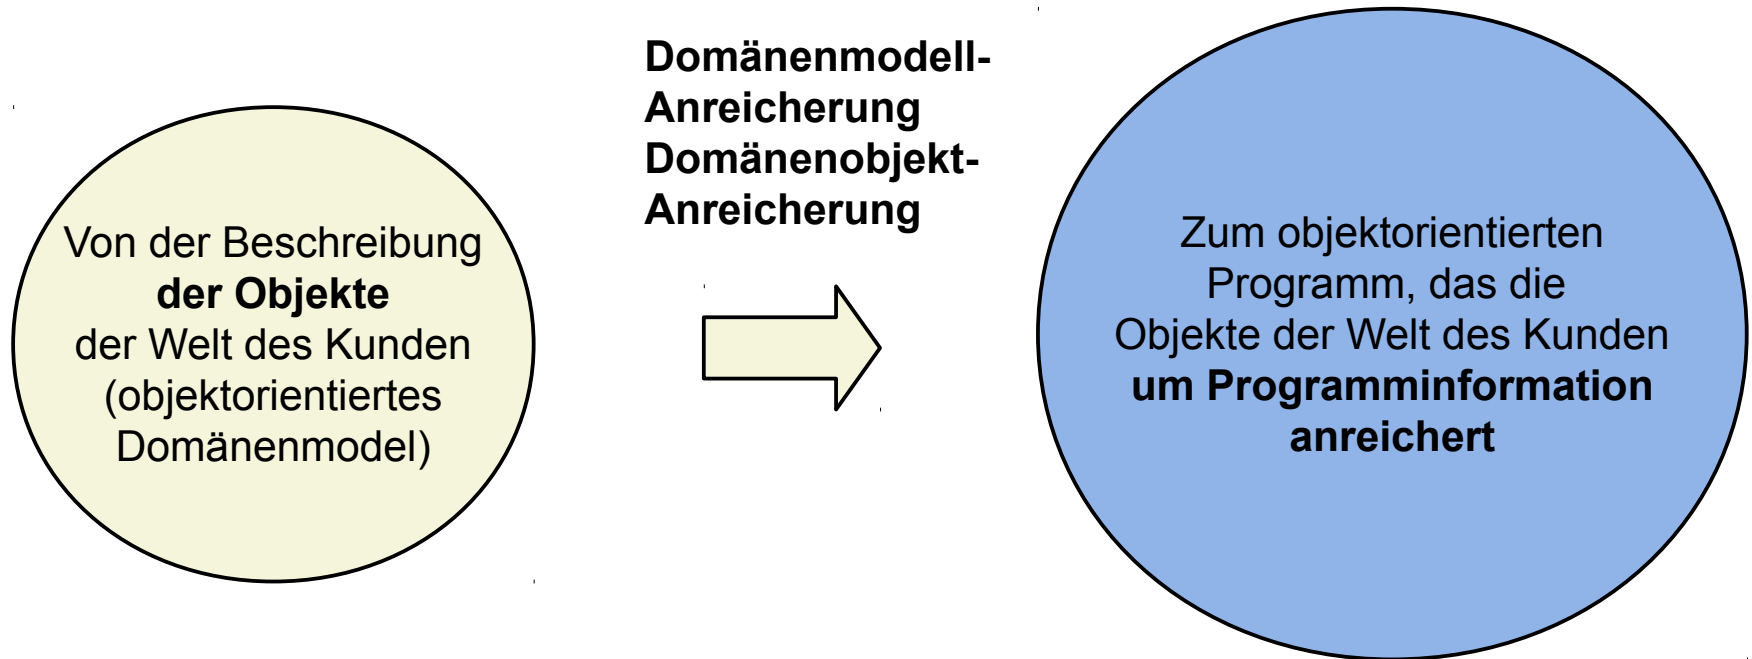 Von der Beschreibung
der Objekte
der Welt des Kunden
(objektorientiertes
Domänenmodel)
Domänenmodell-
Anreicherung
Domänenobjekt-
Anreicherung
Zum objektorientierten
Programm, das die
Objekte der Welt des Kunden
um Programminformation
anreichert